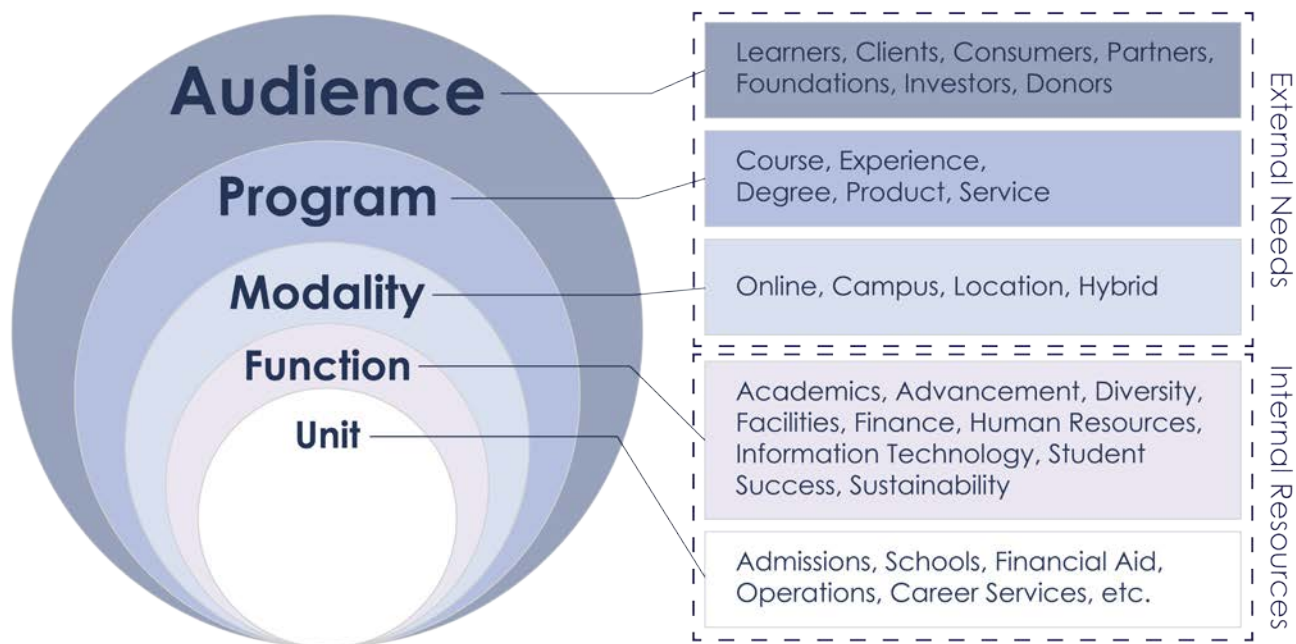 Audience
Learners, Clients, Consumers, Partners,
Foundations, Investors, Donors
Program
Course, Experience,
Degree, Product, Service
Modality
Online, Campus, Location, Hybrid
External Needs
Function
Academics, Advancement, Diversity,
Facilities, Finance, Human Resources,
Information Technology, Student
Success, Sustainability
Unit
Admissions, Schools, Financial Aid,
Operations, Career Services, etc.
Internal Resources